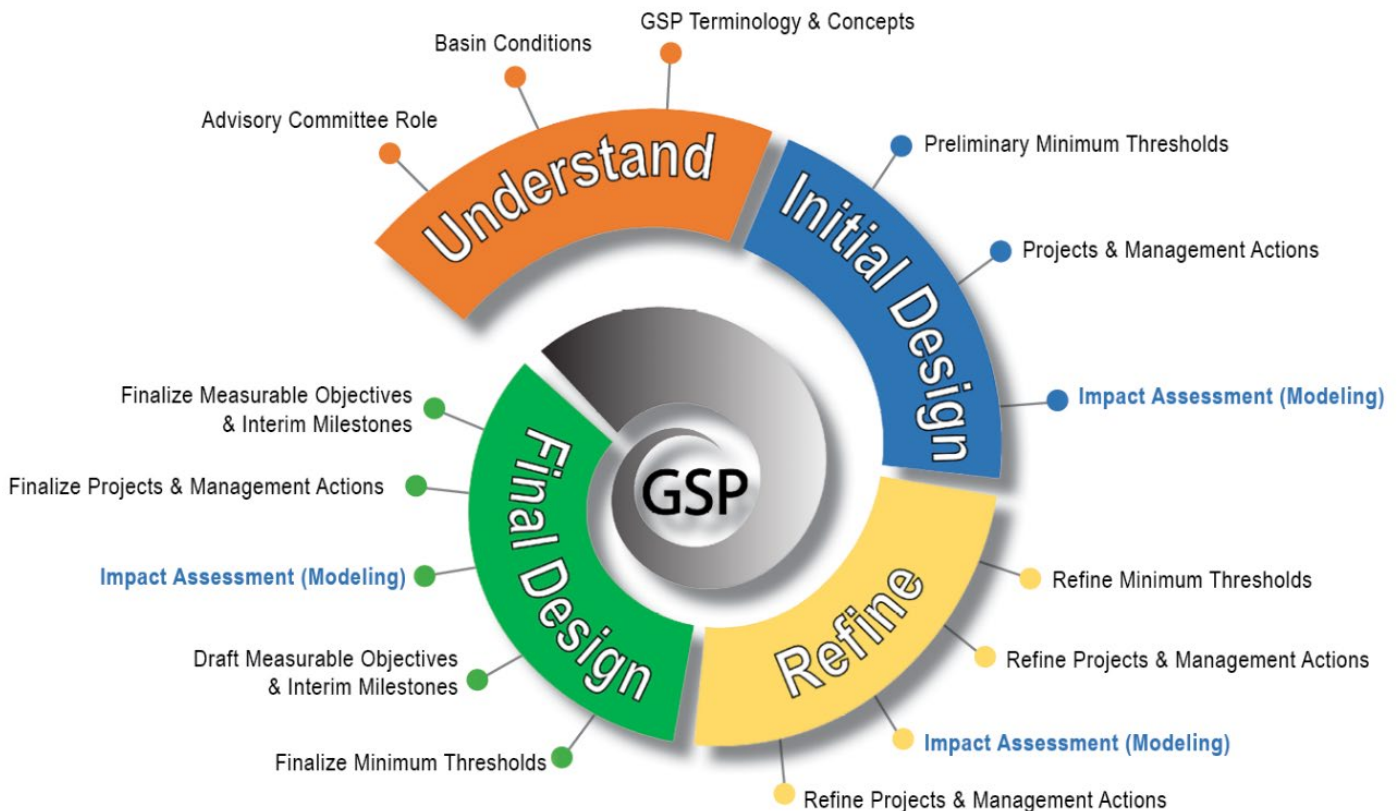 GSP Terminology & Concepts
Basin Conditions
Advisory Committee Role
Understand
Preliminary Minimum Thresholds
Projects & Management Actions
Impact Assessment (Modeling)
Initial Design
Refine Minimum Thresholds
Refine Projects & Management Actions
Impact Assessment (Modeling)
Refine Projects & Management Actions
Refine
Finalize Measurable Objectives
& Interim Milestones
Finalize Projects & Management Actions
Impact Assessment (Modeling)
Draft Measurable Objectives
& Interim Milestones
Finalize Minimum Thresholds
Final Design
GSP